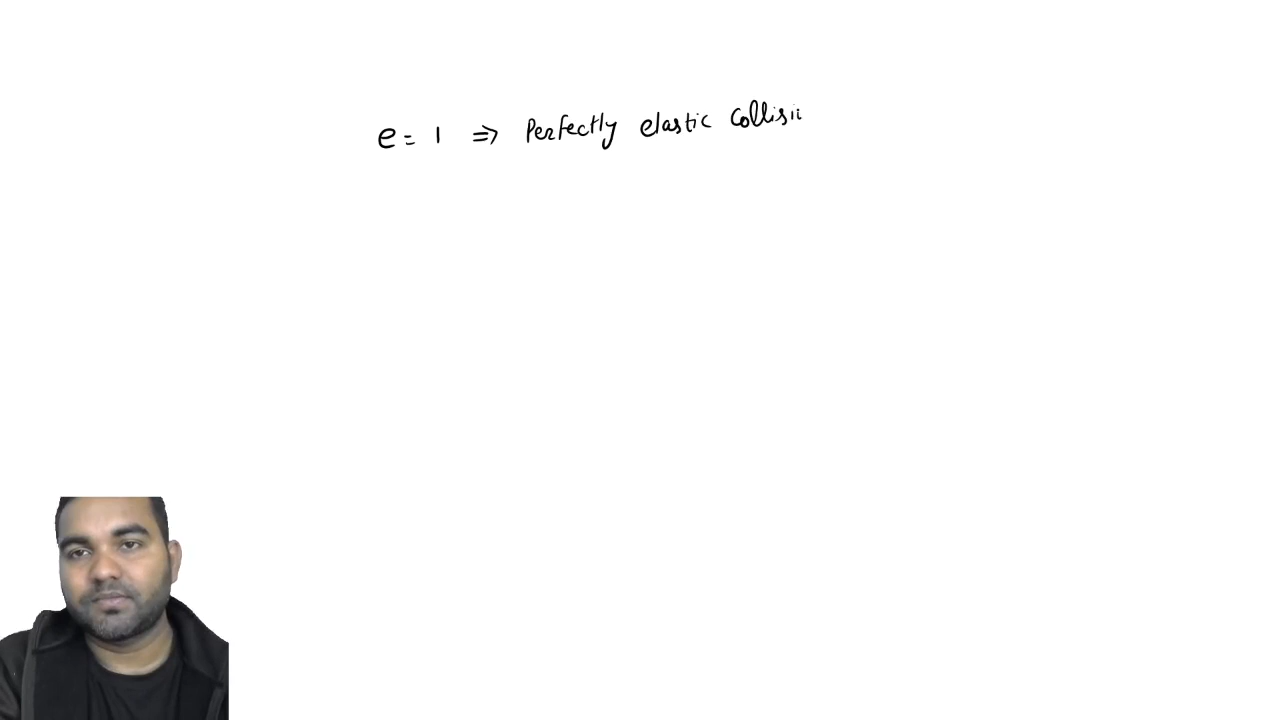 e = 1 ⇒ Perfectly elastic collisi